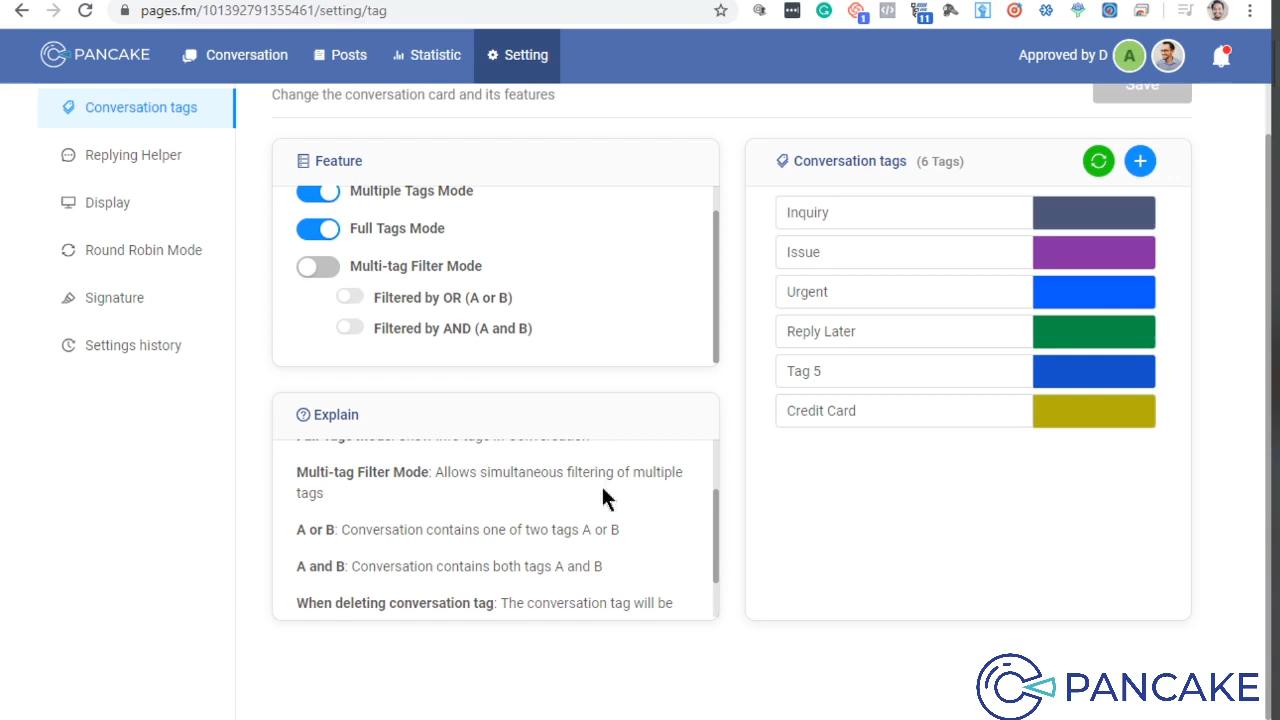 pages.fm/101392791355461/setting/tag
1
11
PANCAKE
Conversation
Posts
Statistic
Setting
Approved by D
A
Conversation tags
Replying Helper
Display
Round Robin Mode
Signature
Settings history
Change the conversation card and its features
Save
Feature
Multiple Tags Mode
Full Tags Mode
Multi-tag Filter Mode
Filtered by OR (A or B)
Filtered by AND (A and B)
Explain
Multi-tag Filter Mode: Allows simultaneous filtering of multiple
tags
A or B: Conversation contains one of two tags A or B
A and B: Conversation contains both tags A and B
When deleting conversation tag: The conversation tag will be
Conversation tags (6 Tags)
Inquiry
Issue
Urgent
Reply Later
Tag 5
Credit Card
PANCAKE